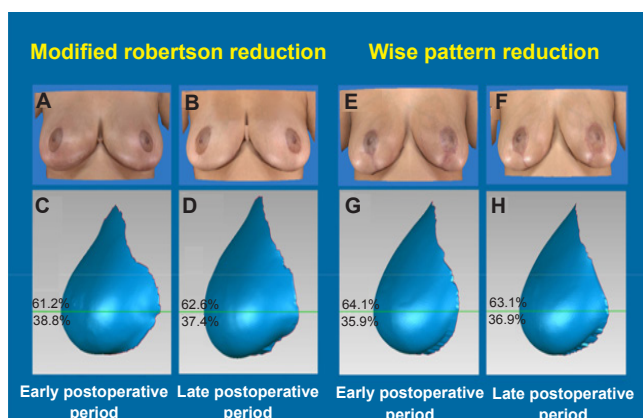 Modified robertson reduction
Wise pattern reduction
A
B
E
F
C
D
G
H
61.2%
38.8%
62.6%
37.4%
64.1%
35.9%
63.1%
36.9%
Early postoperative
period
Late postoperative
period
Early postoperative
period
Late postoperative
period